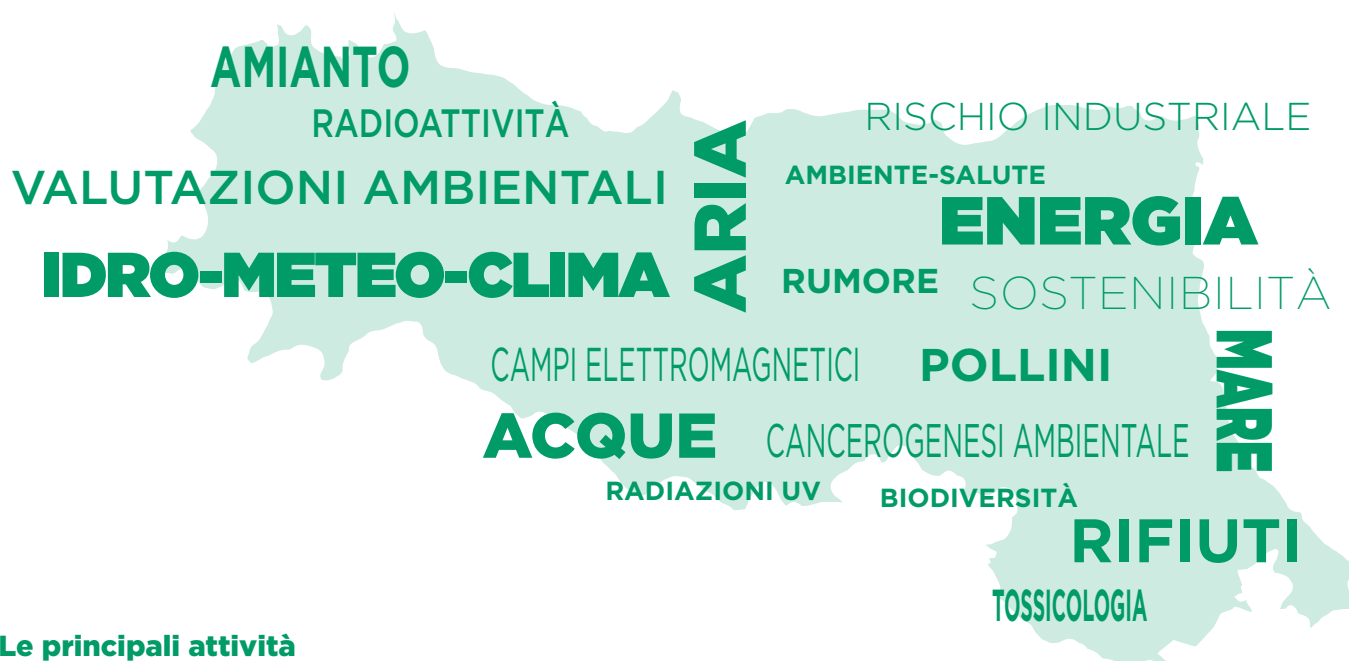 AMIANTO
RADIOATTIVITÀ
RISCHIO INDUSTRIALE
VALUTAZIONI AMBIENTALI
ARIA
AMBIENTE-SALUTE
ENERGIA
IDRO-METEO-CLIMA
RUMORE
SOSTENIBILITÀ
MARE
CAMPI ELETTROMAGNETICI
POLLINI
ACQUE
CANCEROGENESI AMBIENTALE
RADIAZIONI UV
BIODIVERSITÀ
RIFIUTI
TOSSICOLOGIA
Le principali attività